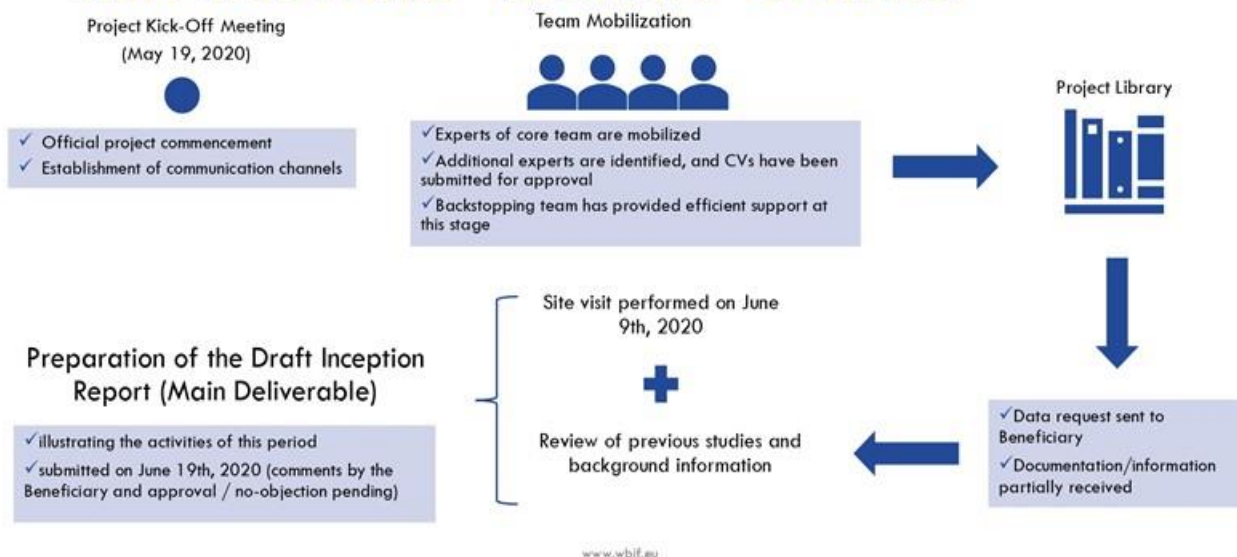 Project Kick-Off Meeting
(May 19, 2020)
✓ Official project commencement
✓ Establishment of communication channels
Team Mobilization
✓Experts of core team are mobilized
✓Additional experts are identified, and CVs have been
submitted for approval
✓Backstopping team has provided efficient support at
this stage
Project Library
✓Data request sent to
Beneficiary
✓Documentation/information
partially received
Site visit performed on June
9th, 2020
Review of previous studies and
background information
Preparation of the Draft Inception
Report (Main Deliverable)
✓illustrating the activities of this period
✓submitted on June 19th, 2020 (comments by the
Beneficiary and approval / no-objection pending)
www.wbif.eu